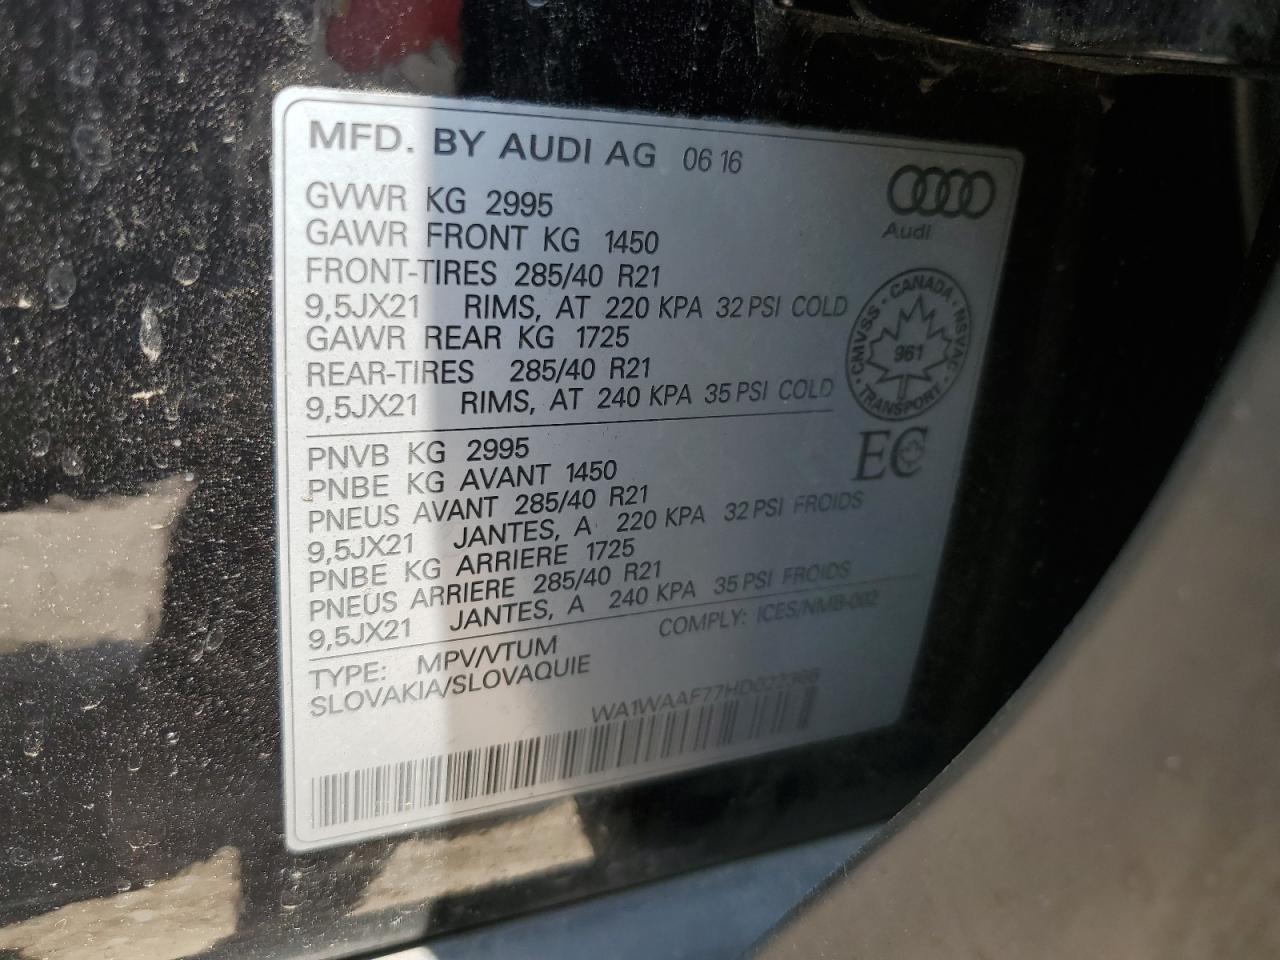 MFD. BY AUDI AG 06 16
Audi
GVWR KG 2995
GAWR FRONT KG 1450
FRONT-TIRES 285/40 R21
9,5JX21 RIMS, AT 220 KPA 32 PSI COLD
GAWR REAR KG 1725
REAR-TIRES 285/40 R21
9,5JX21 RIMS, AT 240 KPA 35 PSI COLD
CMVSS · CANADA · NSVAC · TRANSPORT ·
961
EC
PNVB KG 2995
PNBE KG AVANT 1450
PNEUS AVANT 285/40 R21
9,5JX21 JANTES, A 220 KPA 32 PSI FROIDS
PNBE KG ARRIERE 1725
PNEUS ARRIERE 285/40 R21
9,5JX21 JANTES, A 240 KPA 35 PSI FROIDS
COMPLY: ICES/NMB-002
TYPE: MPV/VTUM
SLOVAKIA/SLOVAQUIE